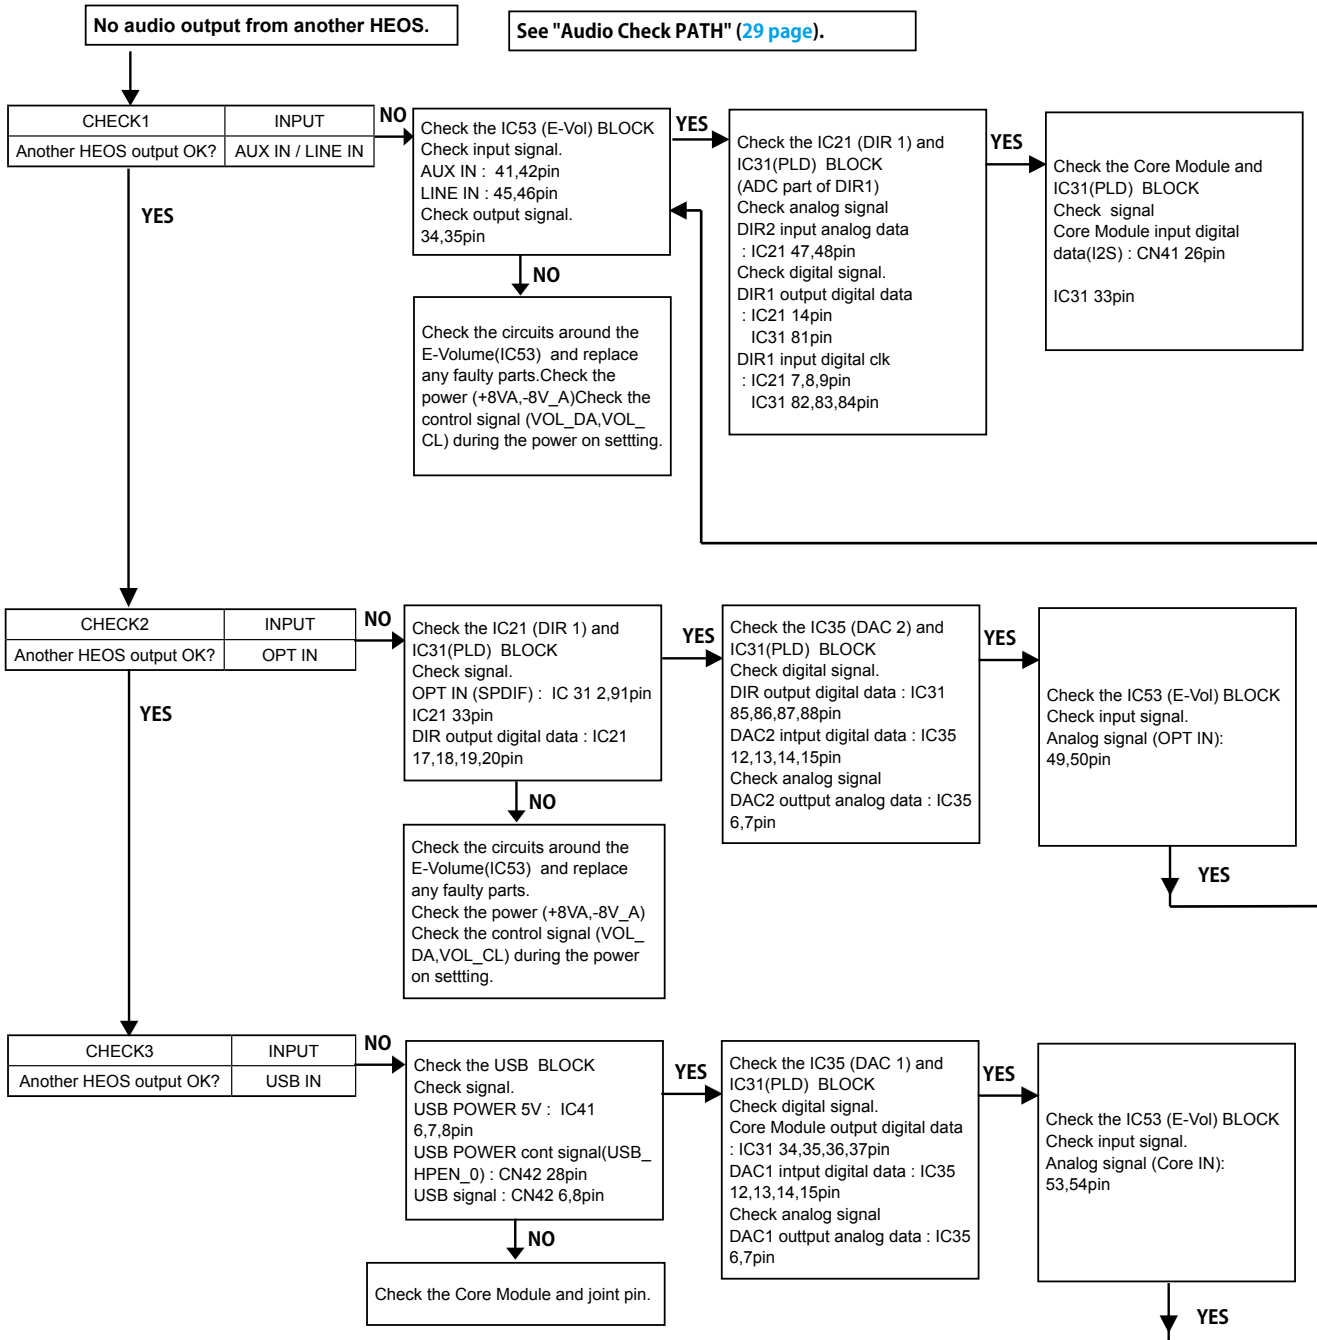 No audio output from another HEOS.
See "Audio Check PATH" (29 page).
CHECK1 INPUT
Another HEOS output OK? AUX IN / LINE IN
NO
Check the IC53 (E-Vol) BLOCK
Check input signal.
AUX IN : 41,42pin
LINE IN : 45,46pin
Check output signal.
34,35pin
YES
Check the IC21 (DIR 1) and
IC31(PLD) BLOCK
(ADC part of DIR1)
Check analog signal
DIR2 input analog data
: IC21 47,48pin
Check digital signal.
DIR1 output digital data
: IC21 14pin
IC31 81pin
DIR1 input digital clk
: IC21 7,8,9pin
IC31 82,83,84pin
YES
Check the Core Module and
IC31(PLD) BLOCK
Check signal
Core Module input digital
data(I2S) : CN41 26pin
IC31 33pin
YES
NO
Check the circuits around the
E-Volume(IC53) and replace
any faulty parts.Check the
power (+8VA,-8V_A)Check the
control signal (VOL_DA,VOL_
CL) during the power on settting.
CHECK2 INPUT
Another HEOS output OK? OPT IN
NO
Check the IC21 (DIR 1) and
IC31(PLD) BLOCK
Check signal.
OPT IN (SPDIF) : IC 31 2,91pin
IC21 33pin
DIR output digital data : IC21
17,18,19,20pin
YES
Check the IC35 (DAC 2) and
IC31(PLD) BLOCK
Check digital signal.
DIR output digital data : IC31
85,86,87,88pin
DAC2 intput digital data : IC35
12,13,14,15pin
Check analog signal
DAC2 outtput analog data : IC35
6,7pin
YES
Check the IC53 (E-Vol) BLOCK
Check input signal.
Analog signal (OPT IN):
49,50pin
YES
YES
NO
Check the circuits around the
E-Volume(IC53) and replace
any faulty parts.
Check the power (+8VA,-8V_A)
Check the control signal (VOL_
DA,VOL_CL) during the power
on settting.
CHECK3 INPUT
Another HEOS output OK? USB IN
NO
Check the USB BLOCK
Check signal.
USB POWER 5V : IC41
6,7,8pin
USB POWER cont signal(USB_
HPEN_0) : CN42 28pin
USB signal : CN42 6,8pin
YES
Check the IC35 (DAC 1) and
IC31(PLD) BLOCK
Check digital signal.
Core Module output digital data
: IC31 34,35,36,37pin
DAC1 intput digital data : IC35
12,13,14,15pin
Check analog signal
DAC1 outtput analog data : IC35
6,7pin
YES
Check the IC53 (E-Vol) BLOCK
Check input signal.
Analog signal (Core IN):
53,54pin
NO
Check the Core Module and joint pin.
YES